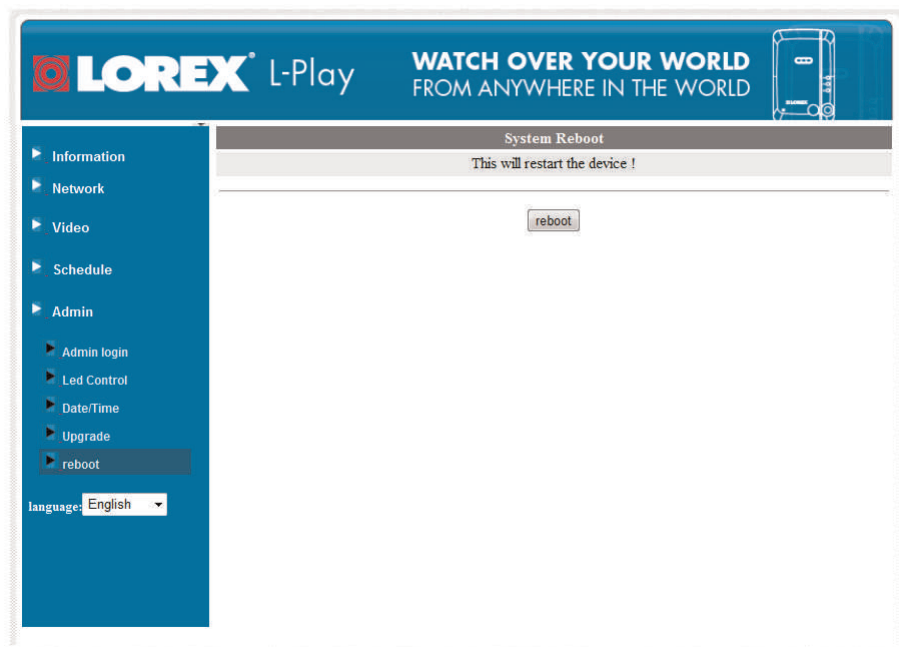 LOREX® L-Play
WATCH OVER YOUR WORLD
FROM ANYWHERE IN THE WORLD
LOREX
Information
Network
Video
Schedule
Admin
Admin login
Led Control
Date/Time
Upgrade
reboot
language: English
System Reboot
This will restart the device !
reboot